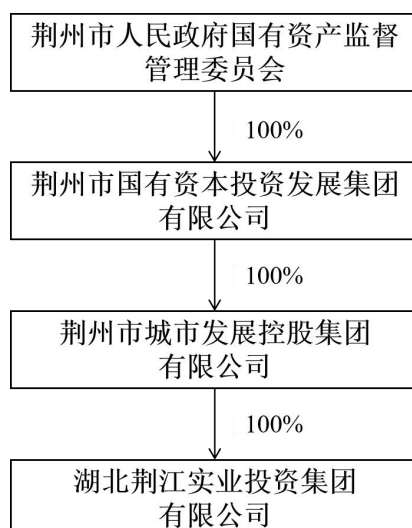 荆州市人民政府国有资产监督
管理委员会
100%
荆州市国有资本投资发展集团
有限公司
100%
荆州市城市发展控股集团
有限公司
100%
湖北荆江实业投资集团
有限公司